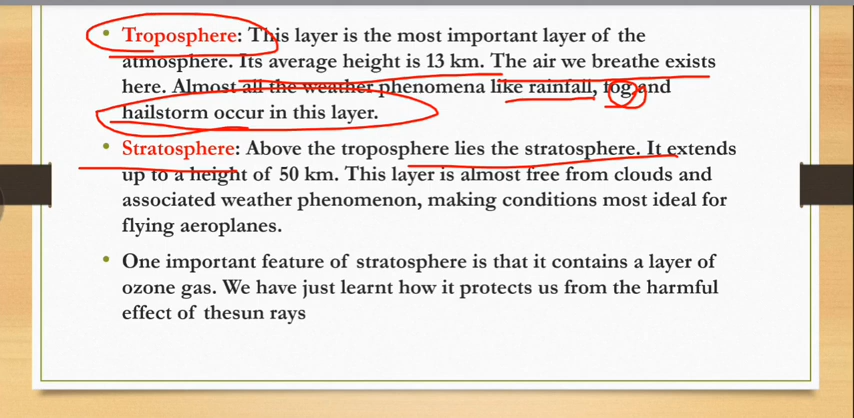 • Troposphere: This layer is the most important layer of the
atmosphere. Its average height is 13 km. The air we breathe exists
here. Almost all the weather phenomena like rainfall, fog and
hailstorm occur in this layer.
• Stratosphere: Above the troposphere lies the stratosphere. It extends
up to a height of 50 km. This layer is almost free from clouds and
associated weather phenomenon, making conditions most ideal for
flying aeroplanes.
• One important feature of stratosphere is that it contains a layer of
ozone gas. We have just learnt how it protects us from the harmful
effect of thesun rays